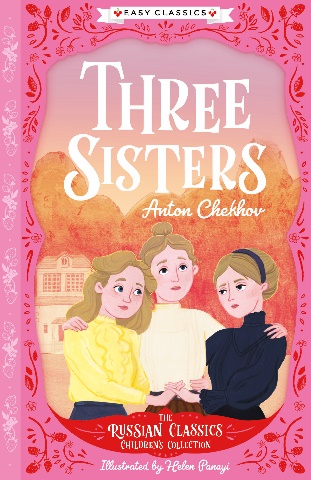 EASY CLASSICS
THREE
SISTERS
Anton Chekhov
THE
RUSSIAN CLASSICS
CHILDREN'S COLLECTION
Illustrated by Helen Panayi